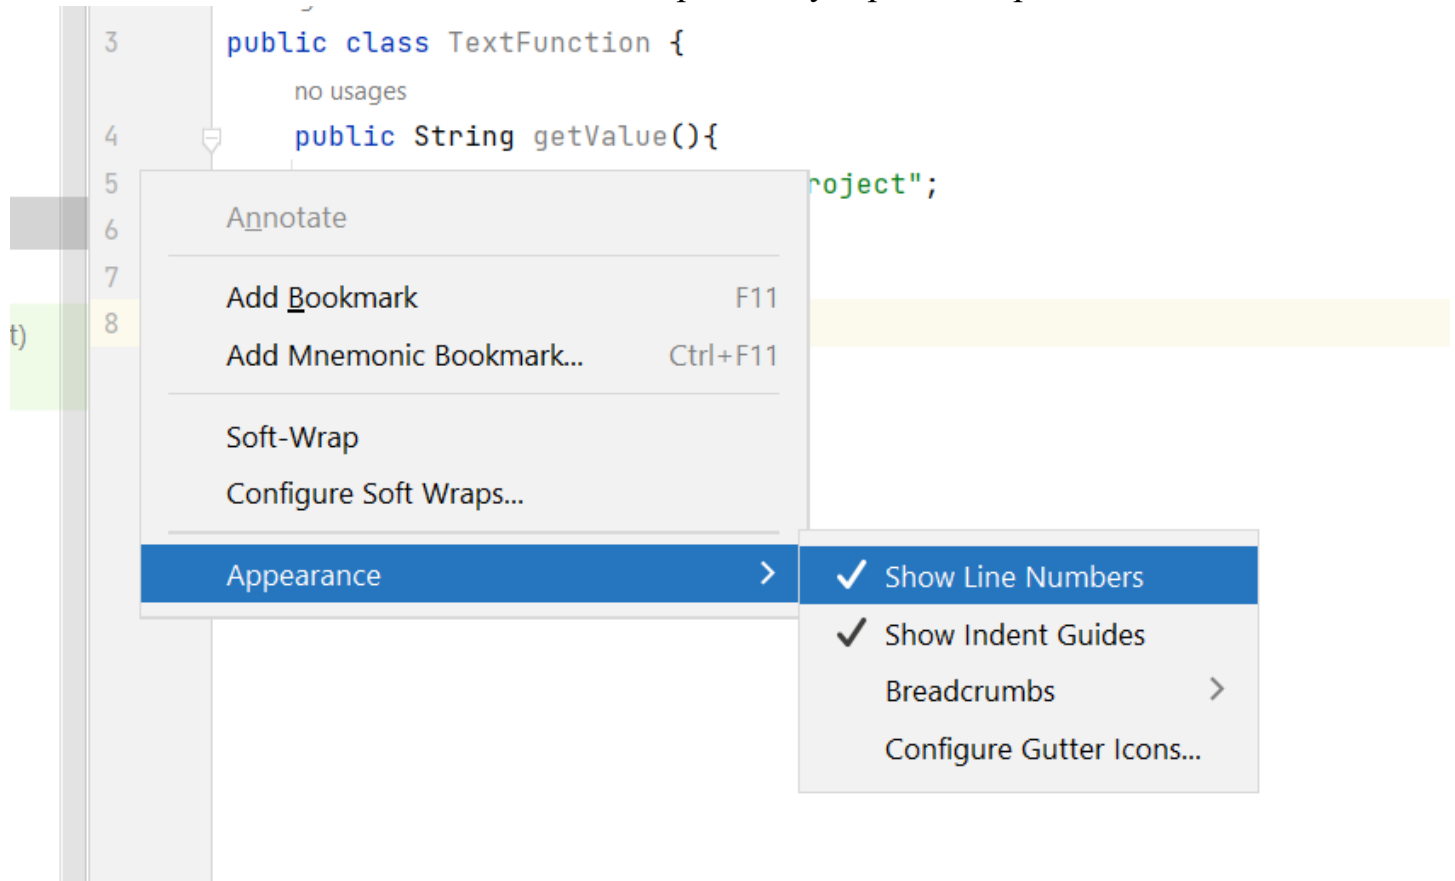 3 public class TextFunction {
no usages
4 public String getValue(){
5 roject";
6
7
8
t)
Annotate
Add Bookmark F11
Add Mnemonic Bookmark... Ctrl+F11
Soft-Wrap
Configure Soft Wraps...
Appearance
Show Line Numbers
Show Indent Guides
Breadcrumbs
Configure Gutter Icons...